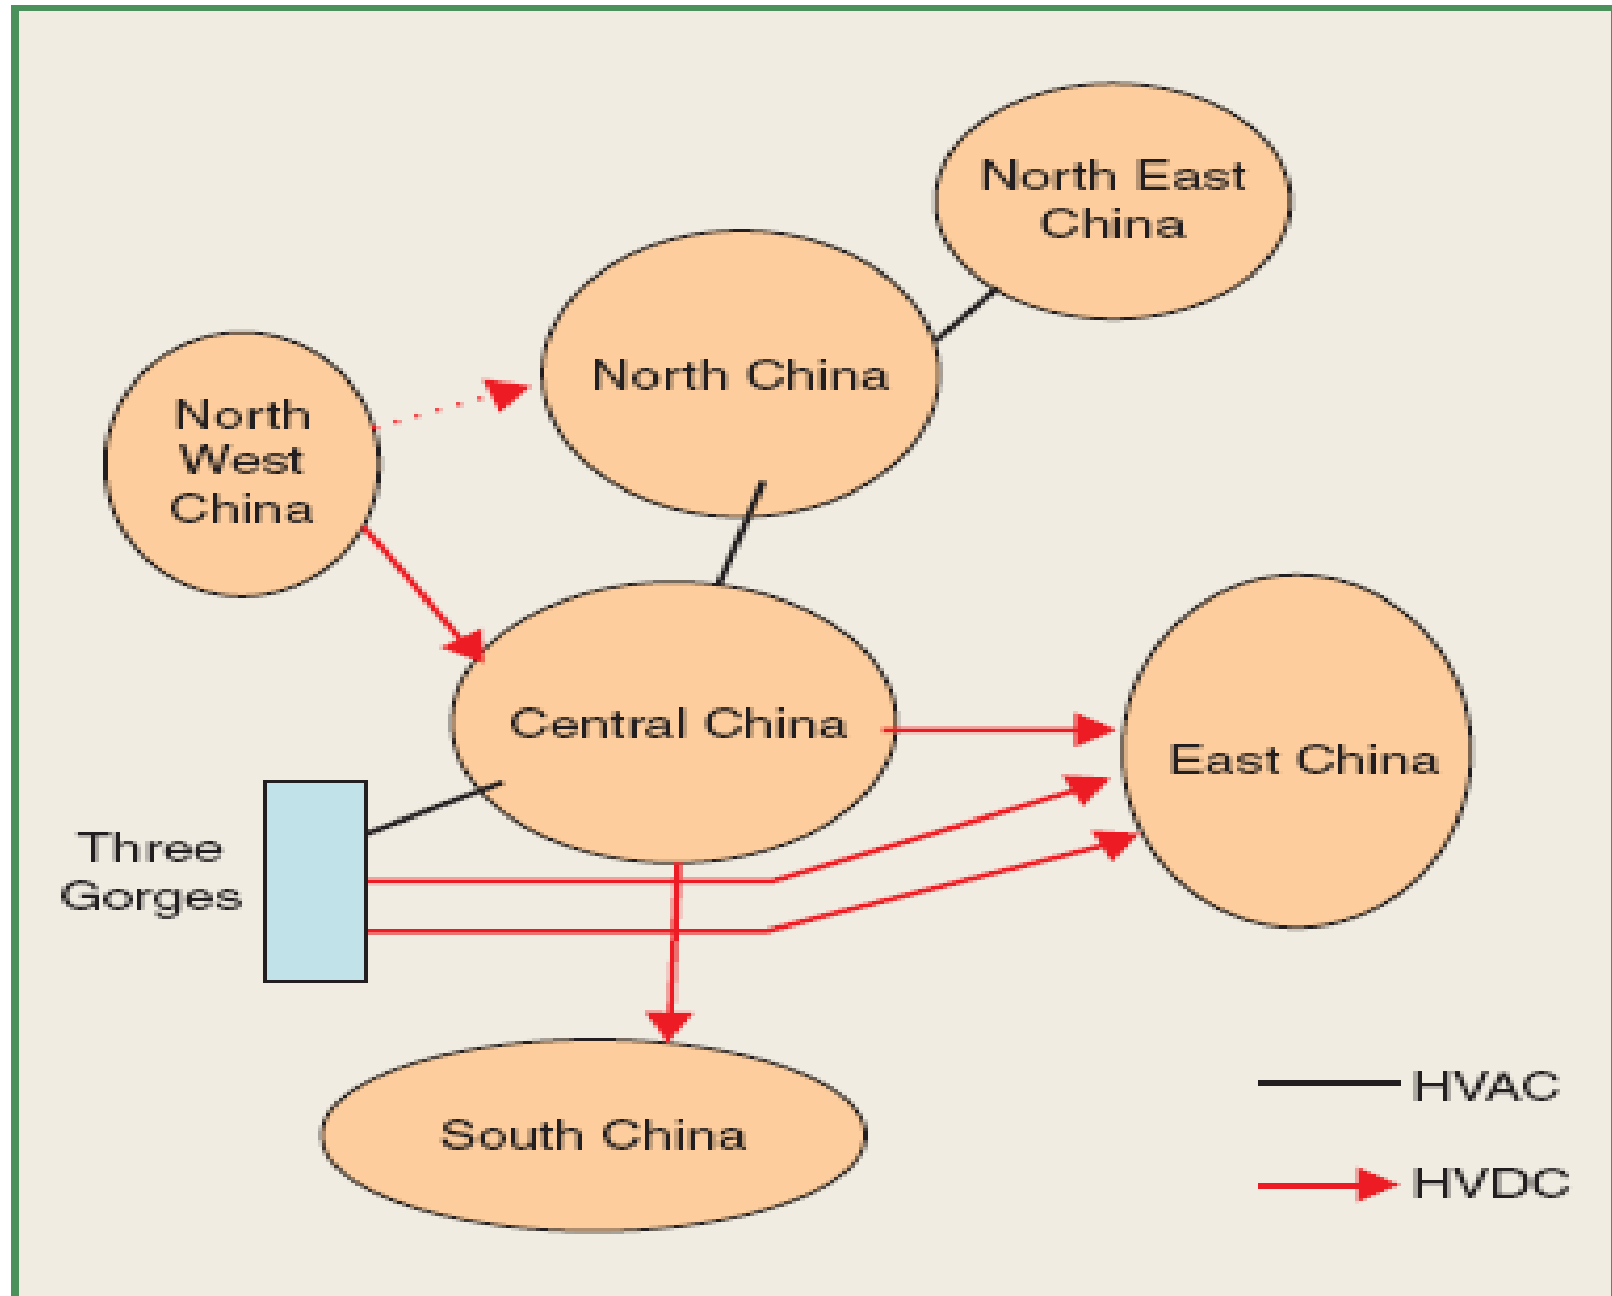 North East
China
North China
North
West
China
Central China
East China
Three
Gorges
South China
HVAC
HVDC